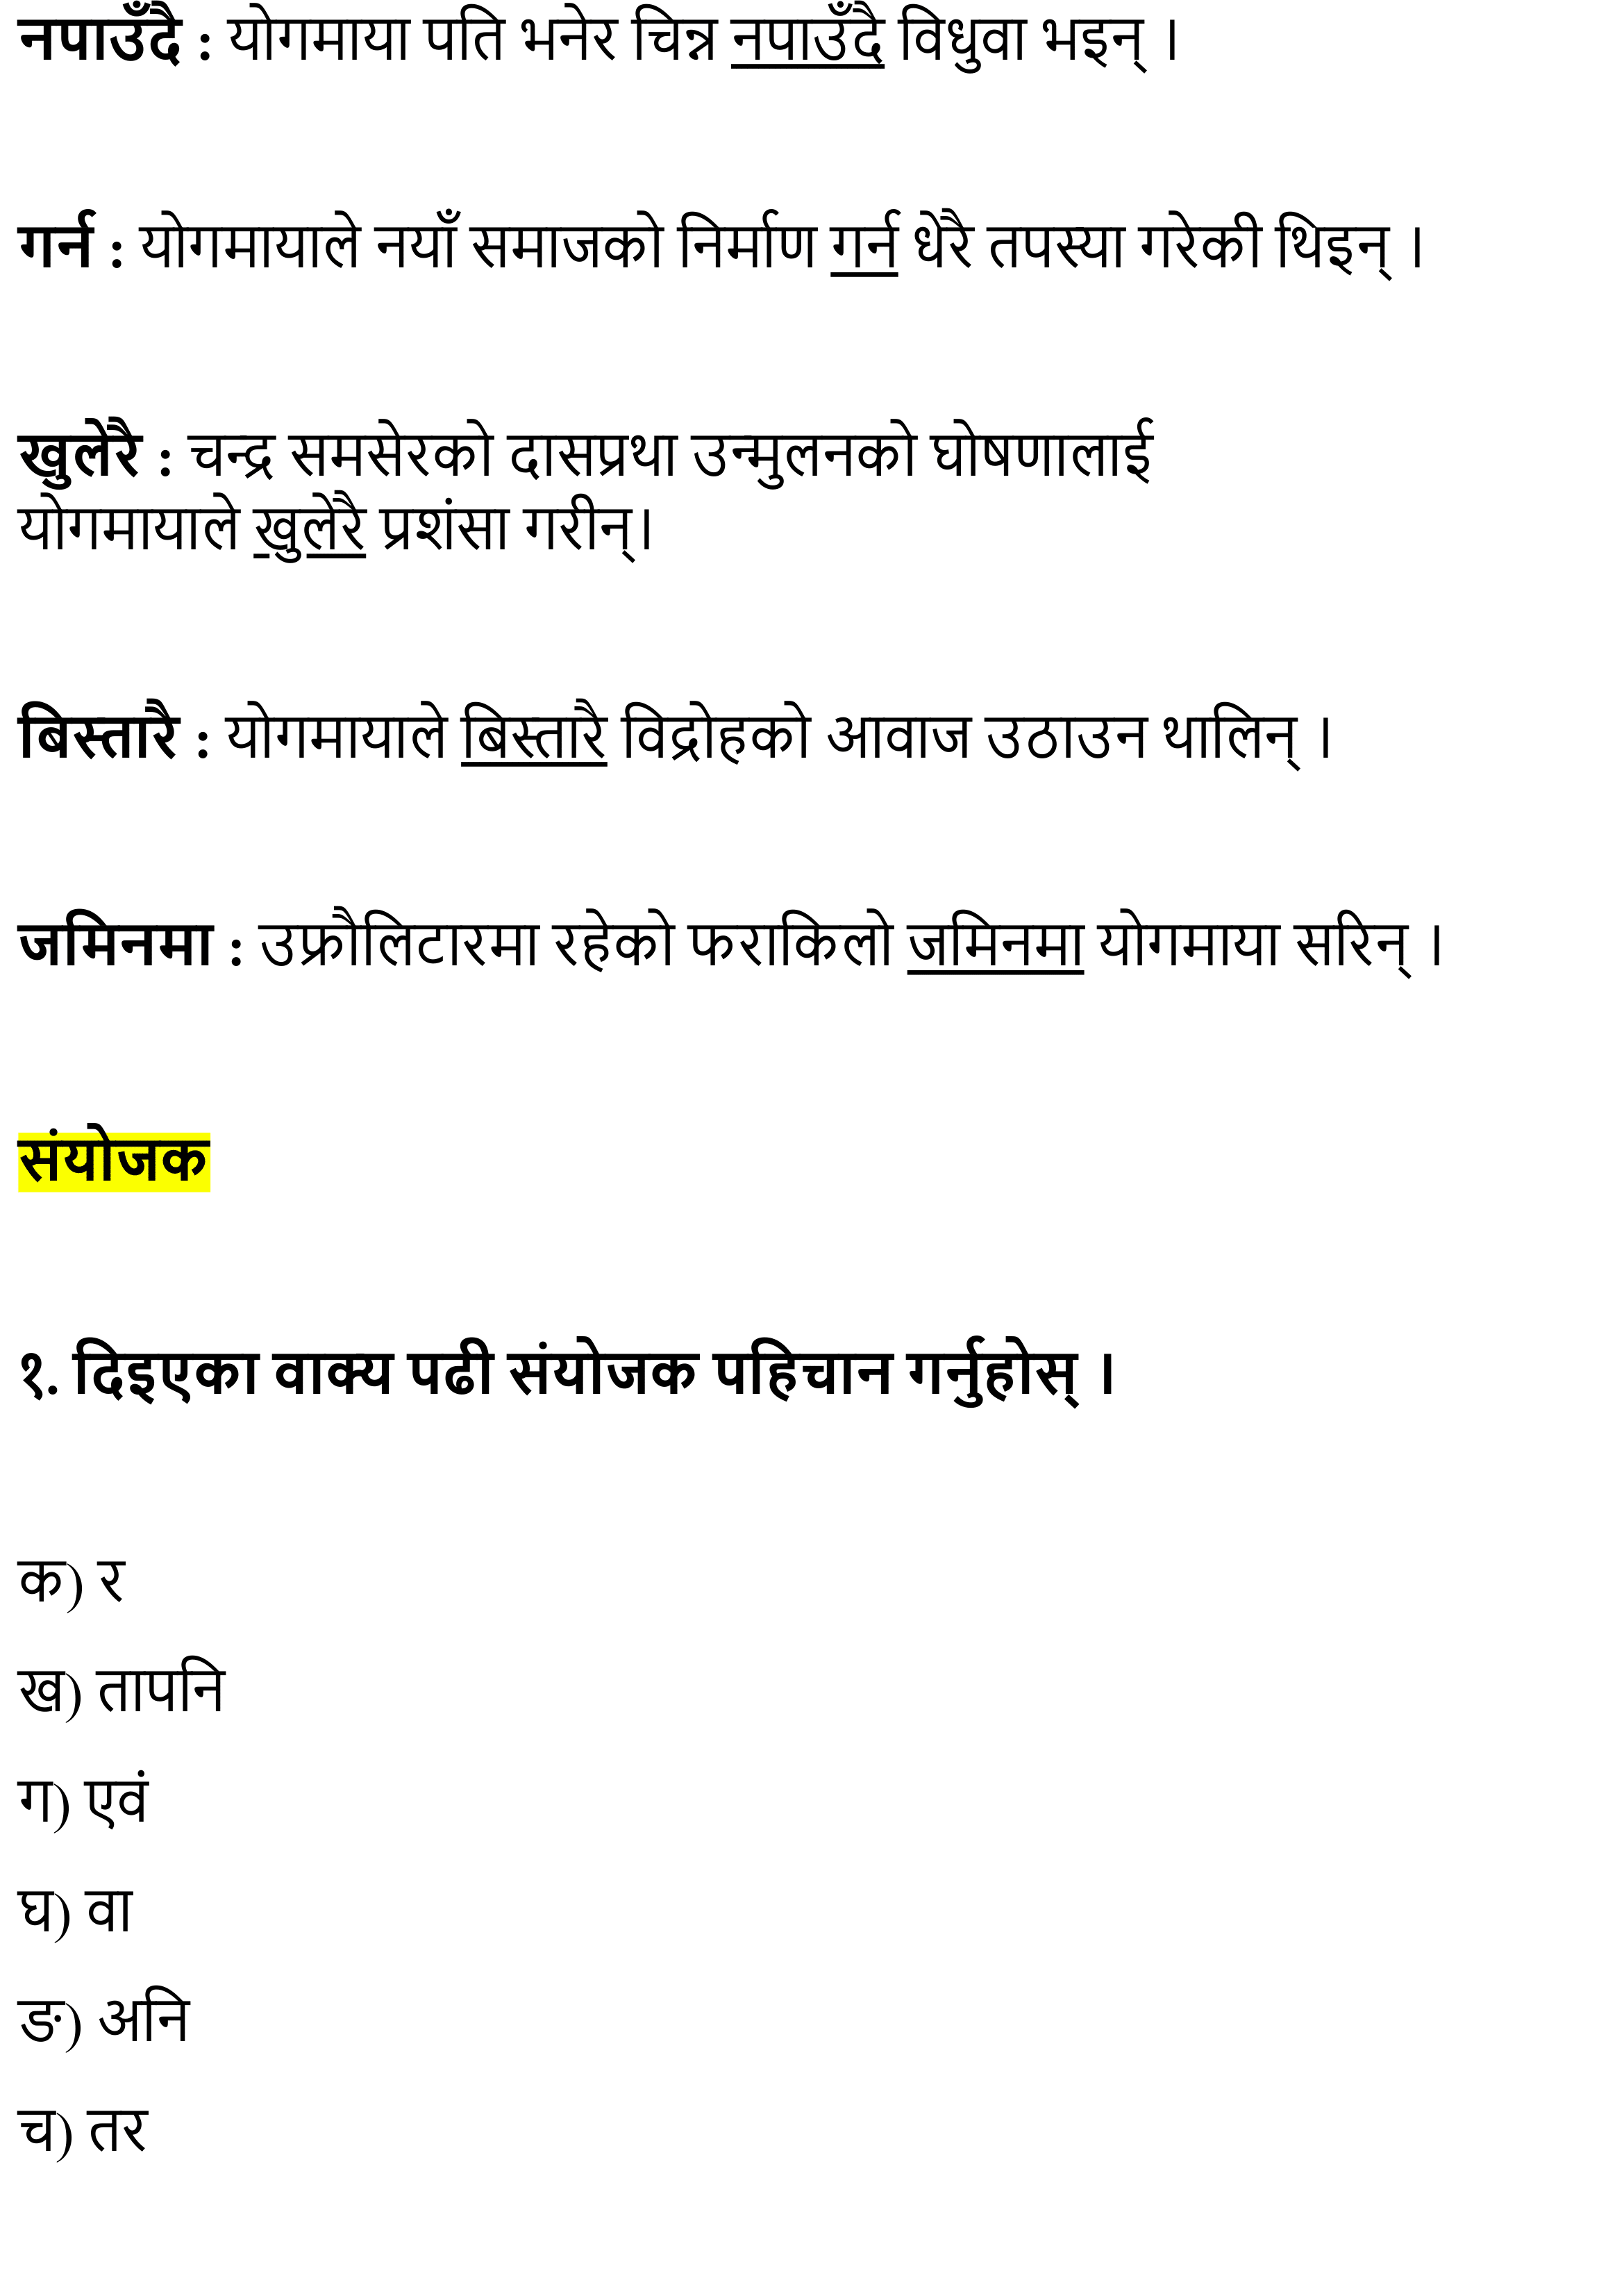 नपाउँदै : योगमाया पति भनेर चिन्न नपाउँदै विधुवा भइन् ।
गर्न : योगमायाले नयाँ समाजको निर्माण गर्न धेरै तपस्या गरेकी थिइन् ।
खुलेरै : चन्द्र समसेरको दासप्रथा उन्मुलनको घोषणालाई
योगमायाले खुलेरै प्रशंसा गरीन्।
बिस्तारै : योगमायाले बिस्तारै विद्रोहको आवाज उठाउन थालिन् ।
जमिनमा : उफ्रौलिटारमा रहेको फराकिलो जमिनमा योगमाया सरिन् ।
संयोजक
१. दिइएका वाक्य पढी संयोजक पहिचान गर्नुहोस् ।
क) र
ख) तापनि
ग) एवं
घ) वा
ङ) अनि
च) तर